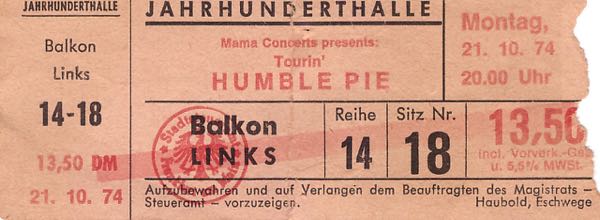 JAHRHUNDERTHALLE
Balkon
Links
14-18
13,50 DM
21. 10. 74
JAHRHUNDERTHALLE
Mama Concerts presents:
Tourin'
HUMBLE PIE
Montag,
21. 10. 74
20.00 Uhr
Balkon
LINKS
Reihe
14
Sitz Nr.
18
13,50
incl. Vorverk.-Ge
u. 5,5% MWSt.
Aufzubewahren und auf Verlangen dem Beauftragten des Magistrats -
Steueramt - vorzuzeigen.
Haubold, Eschwege